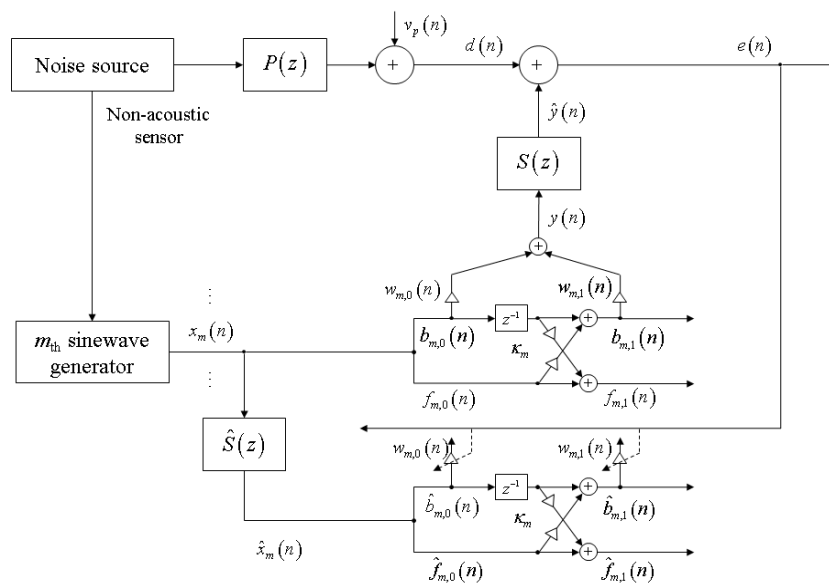 v_p(n)
Noise source
P(z)
+
d(n)
+
e(n)
Non-acoustic
sensor
ŷ(n)
S(z)
y(n)
+
w_{m,0}(n)
w_{m,1}(n)
⋮
m_th sinewave
generator
x_m(n)
⋮
b_{m,0}(n)
z^{-1}
κ_m
+
b_{m,1}(n)
f_{m,0}(n)
+
f_{m,1}(n)
Ŝ(z)
w_{m,0}(n)
w_{m,1}(n)
b̂_{m,0}(n)
z^{-1}
κ_m
+
b̂_{m,1}(n)
x̂_m(n)
f̂_{m,0}(n)
+
f̂_{m,1}(n)